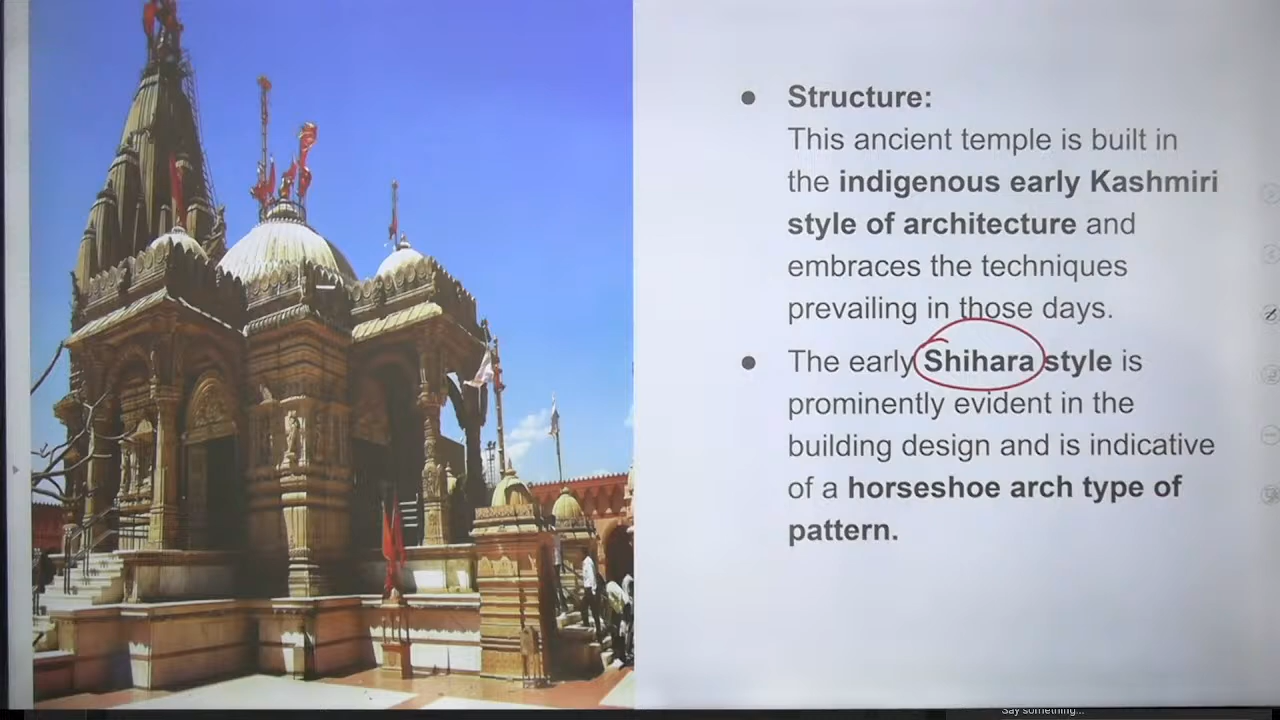 Structure:
This ancient temple is built in
the indigenous early Kashmiri
style of architecture and
embraces the techniques
prevailing in those days.
The early Shihara style is
prominently evident in the
building design and is indicative
of a horseshoe arch type of
pattern.
Say something...